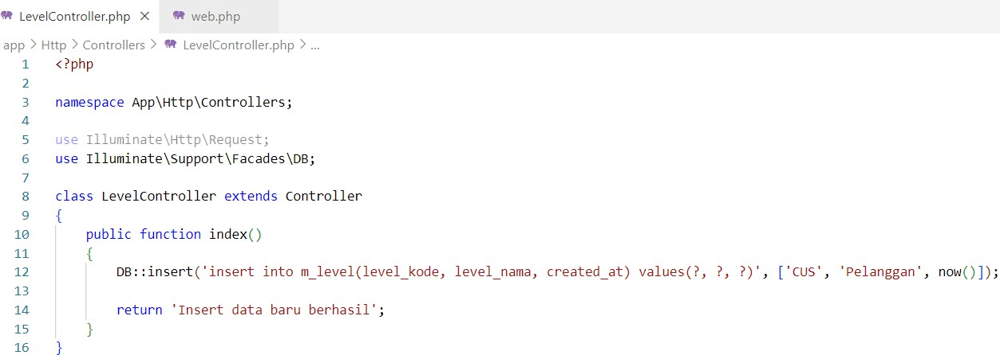 LevelController.php × web.php
app > Http > Controllers > LevelController.php > ...
1 <?php
2
3 namespace App\Http\Controllers;
4
5 use Illuminate\Http\Request;
6 use Illuminate\Support\Facades\DB;
7
8 class LevelController extends Controller
9 {
10     public function index()
11     {
12         DB::insert('insert into m_level(level_kode, level_nama, created_at) values(?, ?, ?)', ['CUS', 'Pelanggan', now()]);
13
14         return 'Insert data baru berhasil';
15     }
16 }